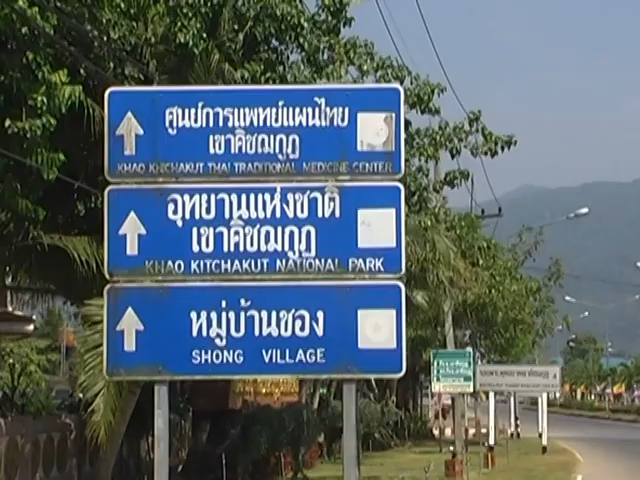 ศูนย์การแพทย์แผนไทย
เขาคิชฌกูฏ
KHAO KHICHAKUT THAI TRADITIONAL MEDICINE CENTER
อุทยานแห่งชาติ
เขาคิชฌกูฏ
KHAO KITCHAKUT NATIONAL PARK
หมู่บ้านชอง
SHONG VILLAGE